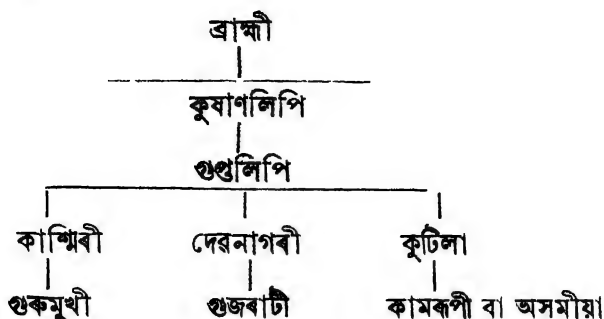 ব্ৰাহ্মী
কুষাণলিপি
গুপ্তলিপি
কাশ্মিৰী দেৱনাগৰী কুটিলা
গুৰুমুখী গুজৰাটী কামৰূপী বা অসমীয়া